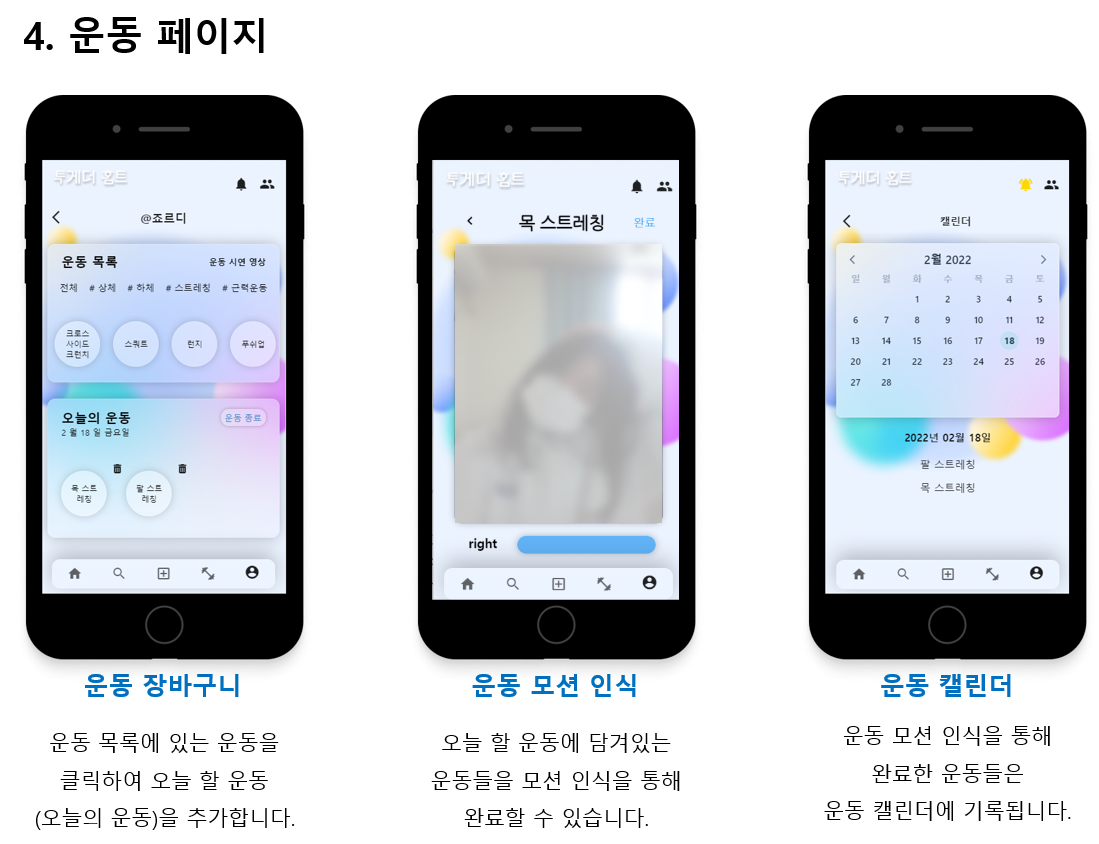 4. 운동 페이지
투게더 홈트
@죠르디
운동 목록 운동 시연 영상
전체 # 상체 # 하체 # 스트레칭 # 근력운동
크로스
사이드
크런치
스쿼트
런지
푸쉬업
오늘의 운동 운동 종료
2 월 18 일 금요일
목 스트
레칭
팔 스트
레칭
운동 장바구니
운동 목록에 있는 운동을
클릭하여 오늘 할 운동
(오늘의 운동)을 추가합니다.
투게더 홈트
목 스트레칭 완료
right
운동 모션 인식
오늘 할 운동에 담겨있는
운동들을 모션 인식을 통해
완료할 수 있습니다.
투게더 홈트
캘린더
2월 2022
일 월 화 수 목 금 토
1 2 3 4 5
6 7 8 9 10 11 12
13 14 15 16 17 18 19
20 21 22 23 24 25 26
27 28
2022년 02월 18일
팔 스트레칭
목 스트레칭
운동 캘린더
운동 모션 인식을 통해
완료한 운동들은
운동 캘린더에 기록됩니다.